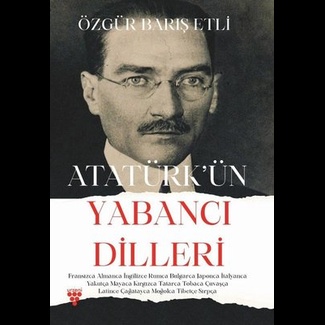 ÖZGÜR BARIŞ ETLİ
ATATÜRK'ÜN
YABANCI
DİLLERİ
Fransızca Almanca İngilizce Rumca Bulgarca Japonca İtalyanca
Yakutça Mayaca Kırgızca Tatarca Tobaca Çuvaşça
Latince Çağatayca Moğolca Tibetçe Sırpça